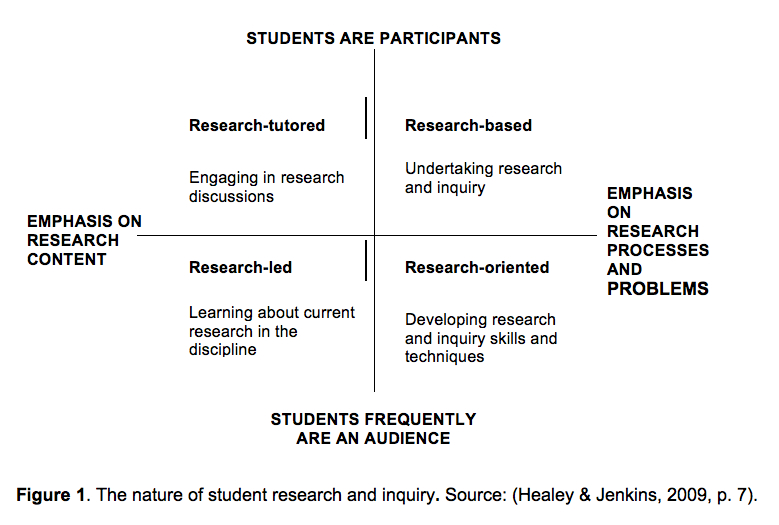 STUDENTS ARE PARTICIPANTS
Research-tutored
Engaging in research
discussions
Research-based
Undertaking research
and inquiry
EMPHASIS ON
RESEARCH
CONTENT
EMPHASIS
ON
RESEARCH
PROCESSES
AND
PROBLEMS
Research-led
Learning about current
research in the
discipline
Research-oriented
Developing research
and inquiry skills and
techniques
STUDENTS FREQUENTLY
ARE AN AUDIENCE
Figure 1. The nature of student research and inquiry. Source: (Healey & Jenkins, 2009, p. 7).